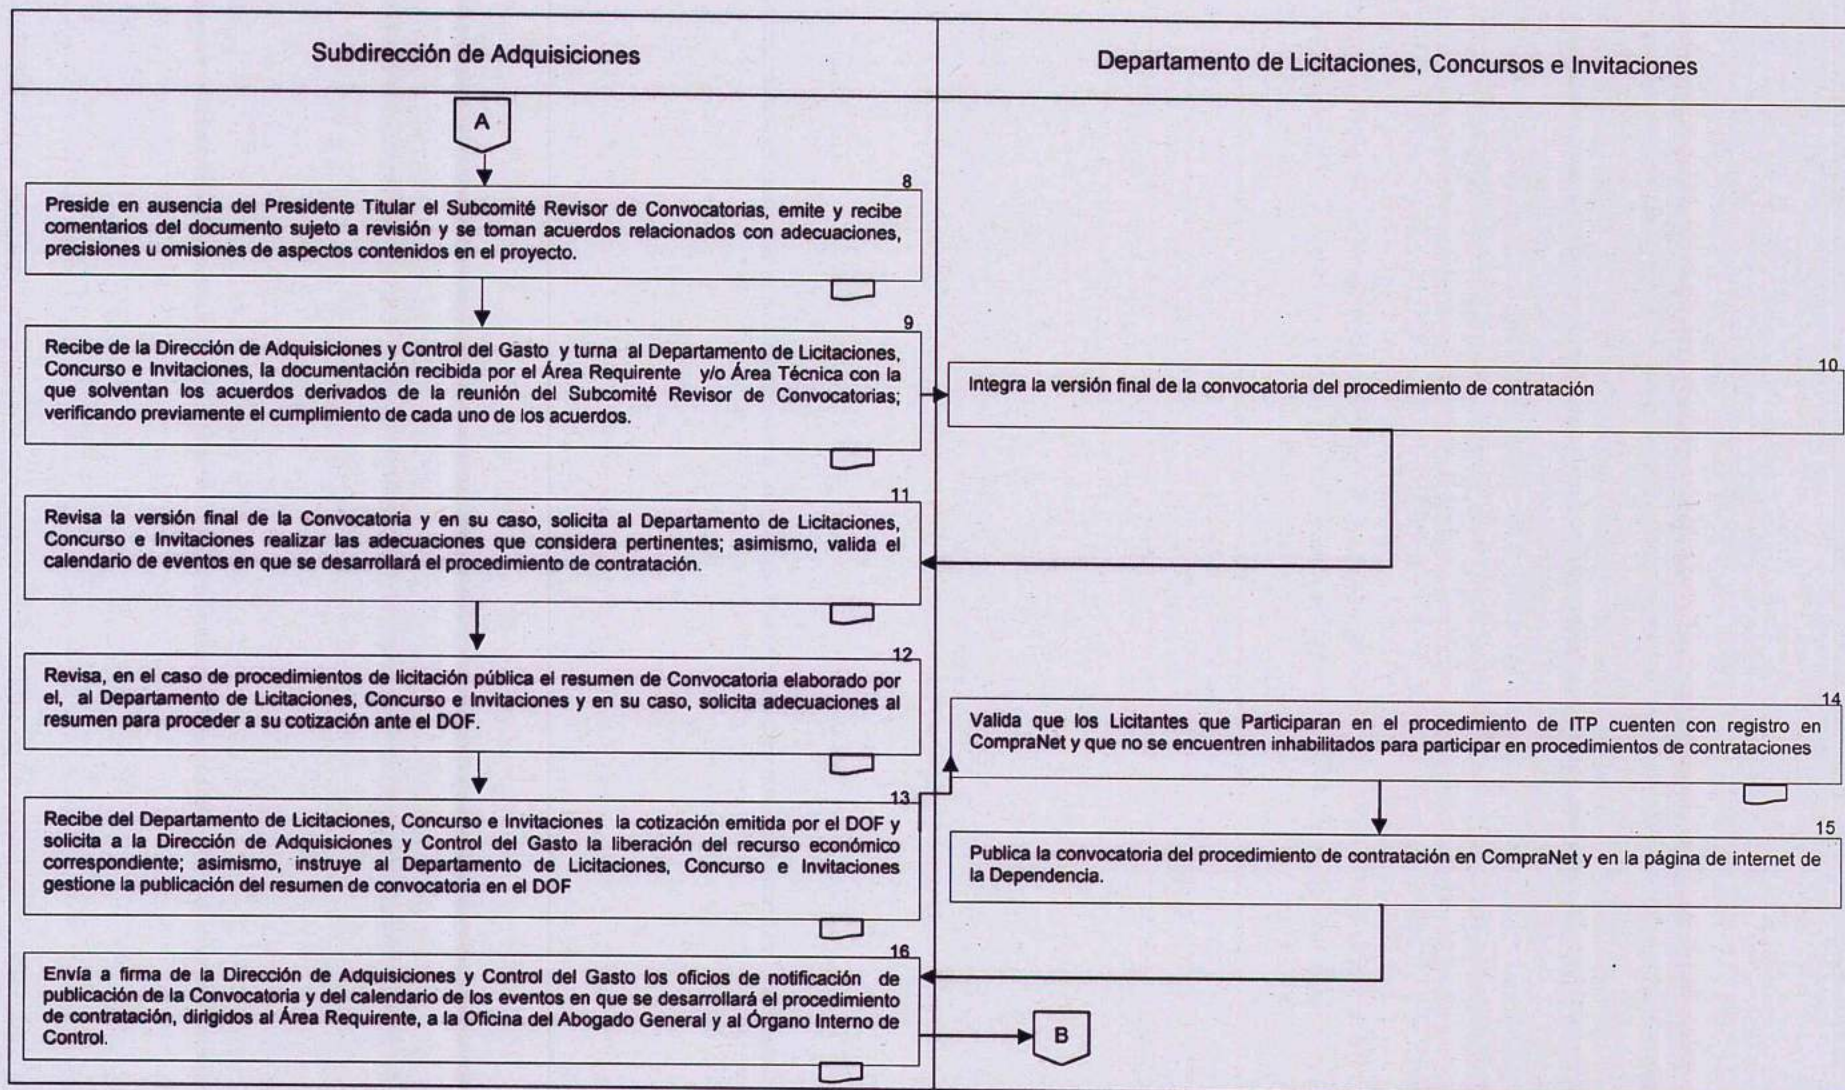 Subdirección de Adquisiciones
Departamento de Licitaciones, Concursos e Invitaciones
A
8
Preside en ausencia del Presidente Titular el Subcomité Revisor de Convocatorias, emite y recibe
comentarios del documento sujeto a revisión y se toman acuerdos relacionados con adecuaciones,
precisiones u omisiones de aspectos contenidos en el proyecto.
9
Recibe de la Dirección de Adquisiciones y Control del Gasto y turna al Departamento de Licitaciones,
Concurso e Invitaciones, la documentación recibida por el Área Requirente y/o Área Técnica con la
que solventan los acuerdos derivados de la reunión del Subcomité Revisor de Convocatorias;
verificando previamente el cumplimiento de cada uno de los acuerdos.
10
Integra la versión final de la convocatoria del procedimiento de contratación
11
Revisa la versión final de la Convocatoria y en su caso, solicita al Departamento de Licitaciones,
Concurso e Invitaciones realizar las adecuaciones que considera pertinentes; asimismo, valida el
calendario de eventos en que se desarrollará el procedimiento de contratación.
12
Revisa, en el caso de procedimientos de licitación pública el resumen de Convocatoria elaborado por
el, al Departamento de Licitaciones, Concurso e Invitaciones y en su caso, solicita adecuaciones al
resumen para proceder a su cotización ante el DOF.
13
Recibe del Departamento de Licitaciones, Concurso e Invitaciones la cotización emitida por el DOF y
solicita a la Dirección de Adquisiciones y Control del Gasto la liberación del recurso económico
correspondiente; asimismo, instruye al Departamento de Licitaciones, Concurso e Invitaciones
gestione la publicación del resumen de convocatoria en el DOF
14
Valida que los Licitantes que Participaran en el procedimiento de ITP cuenten con registro en
CompraNet y que no se encuentren inhabilitados para participar en procedimientos de contrataciones
15
Publica la convocatoria del procedimiento de contratación en CompraNet y en la página de internet de
la Dependencia.
16
Envía a firma de la Dirección de Adquisiciones y Control del Gasto los oficios de notificación de
publicación de la Convocatoria y del calendario de los eventos en que se desarrollará el procedimiento
de contratación, dirigidos al Área Requirente, a la Oficina del Abogado General y al Órgano Interno de
Control.
B